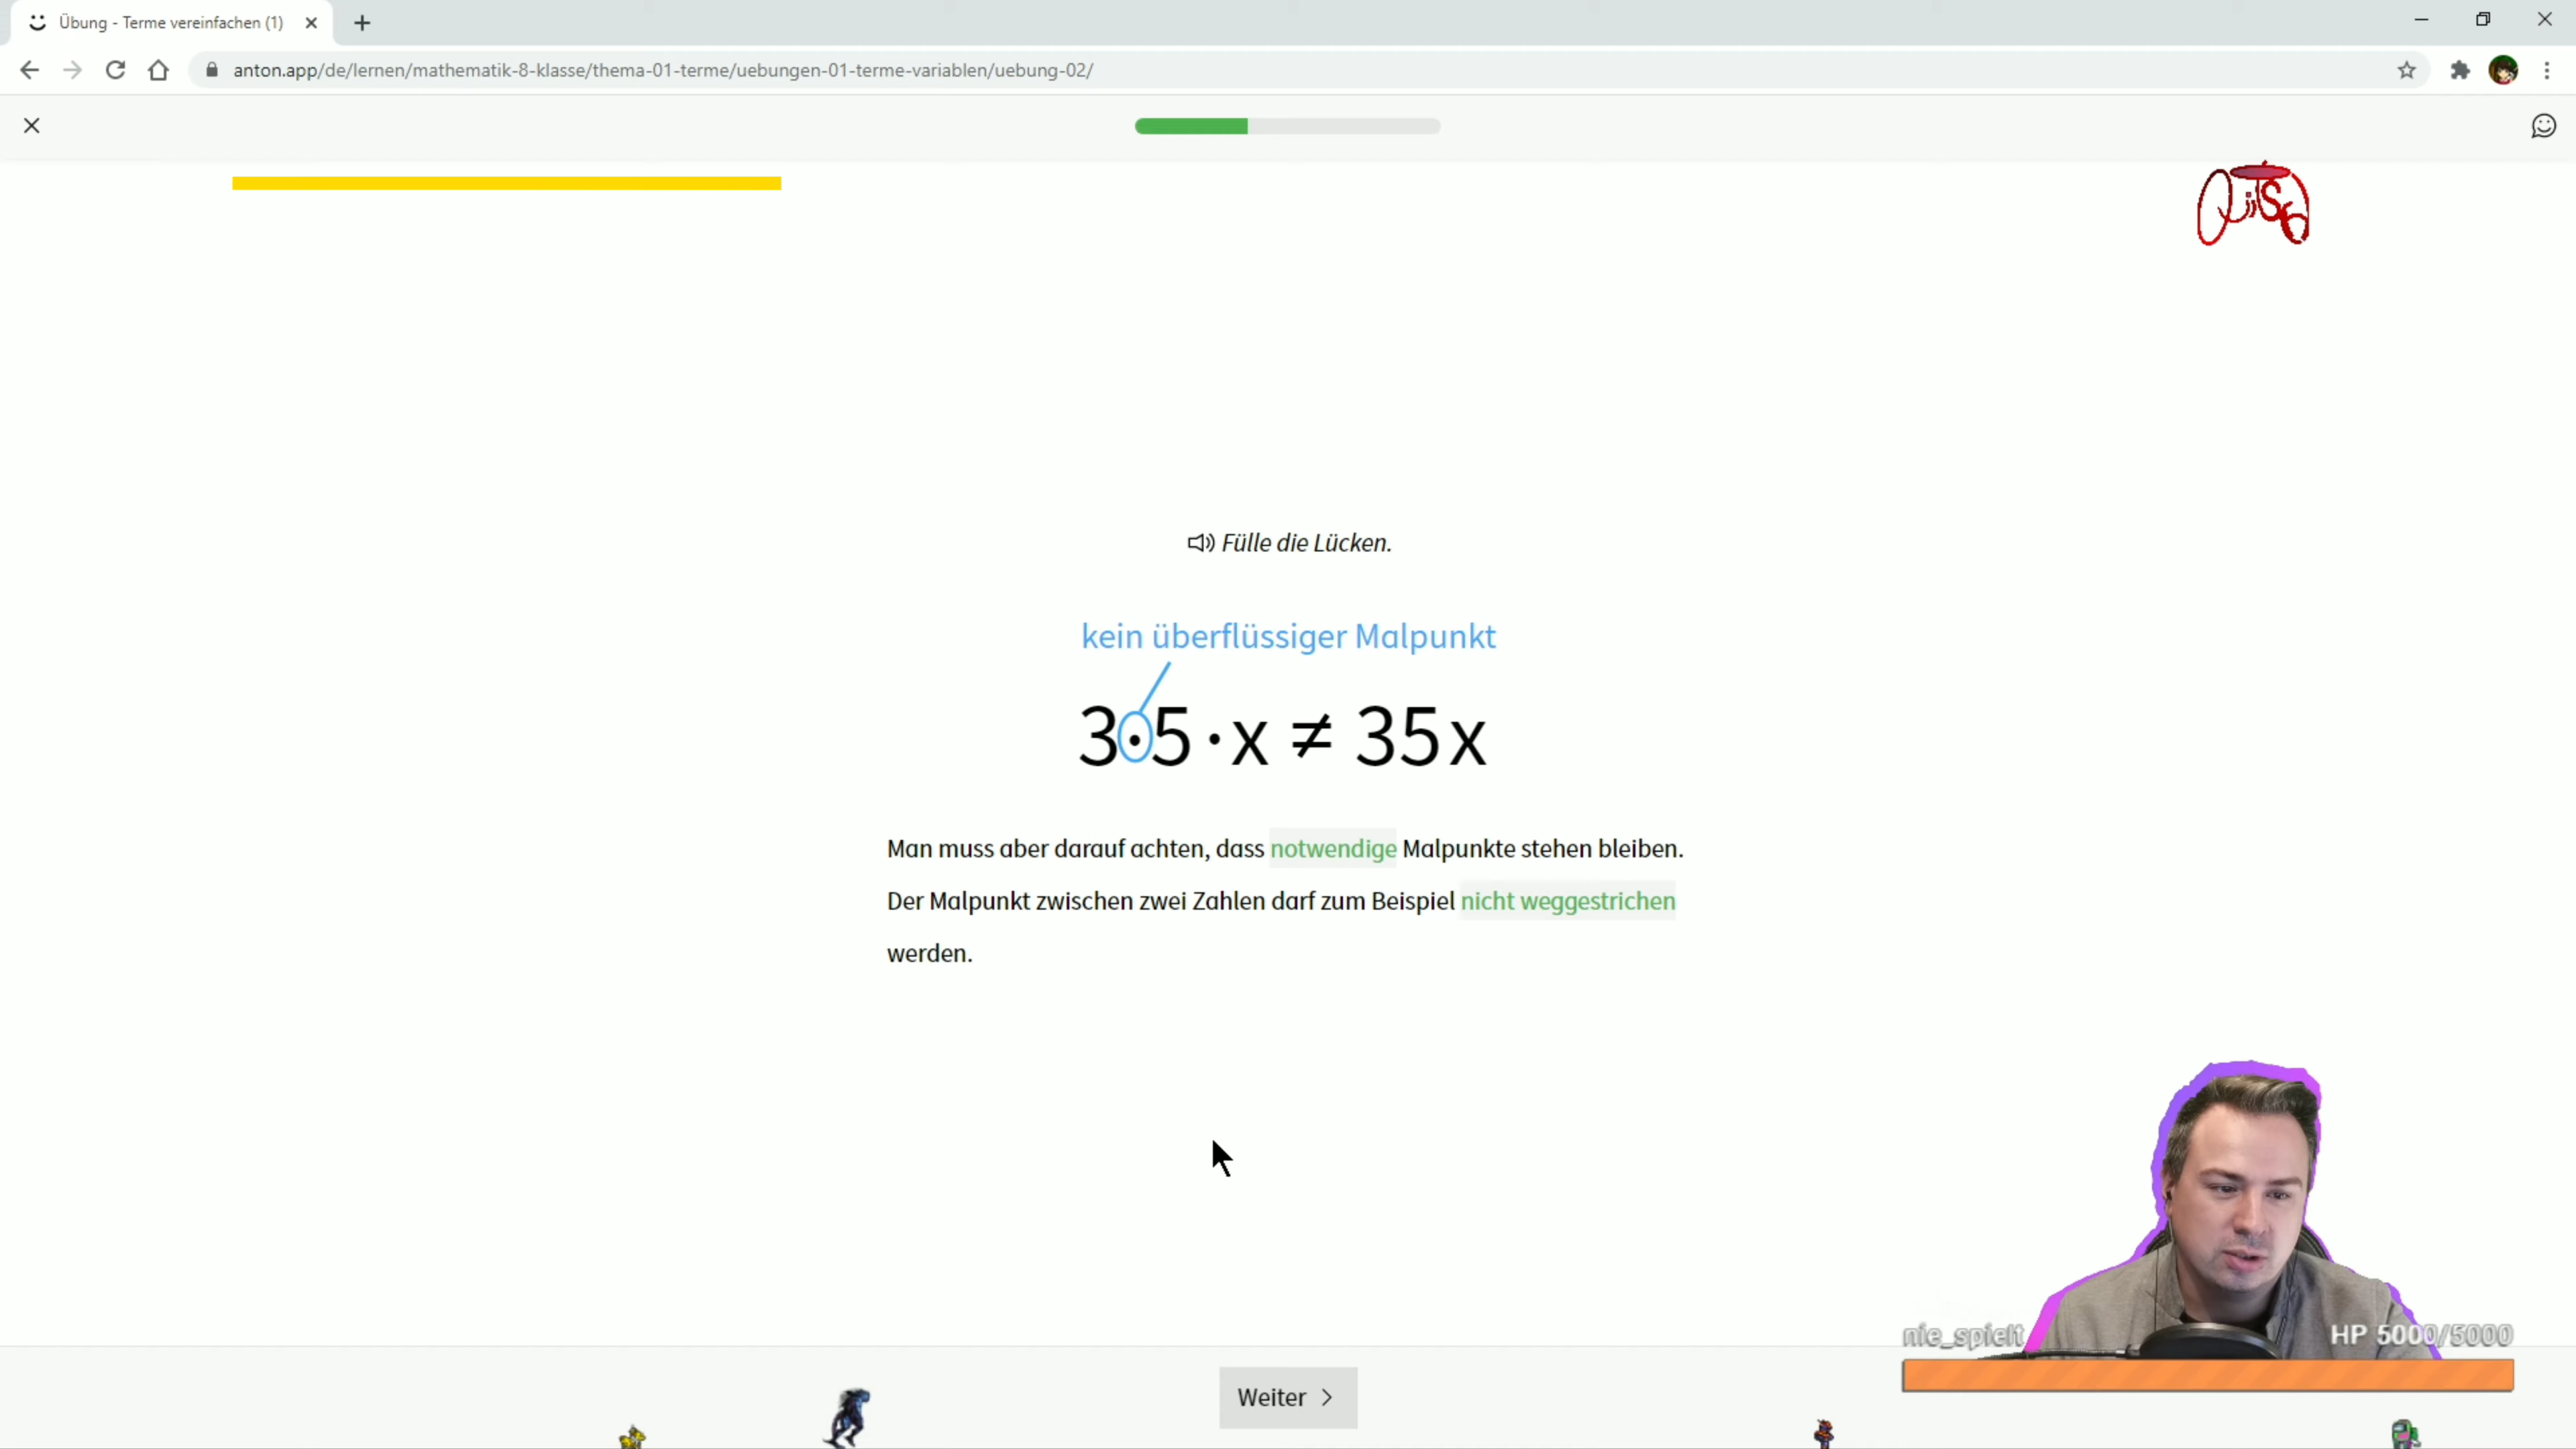 Übung - Terme vereinfachen (1)
anton.app/de/lernen/mathematik-8-klasse/thema-01-terme/uebungen-01-terme-variablen/uebung-02/
Fülle die Lücken.
kein überflüssiger Malpunkt
3·5·x ≠ 35x
Man muss aber darauf achten, dass notwendige Malpunkte stehen bleiben.
Der Malpunkt zwischen zwei Zahlen darf zum Beispiel nicht weggestrichen
werden.
nie_spielt HP 5000/5000
Weiter